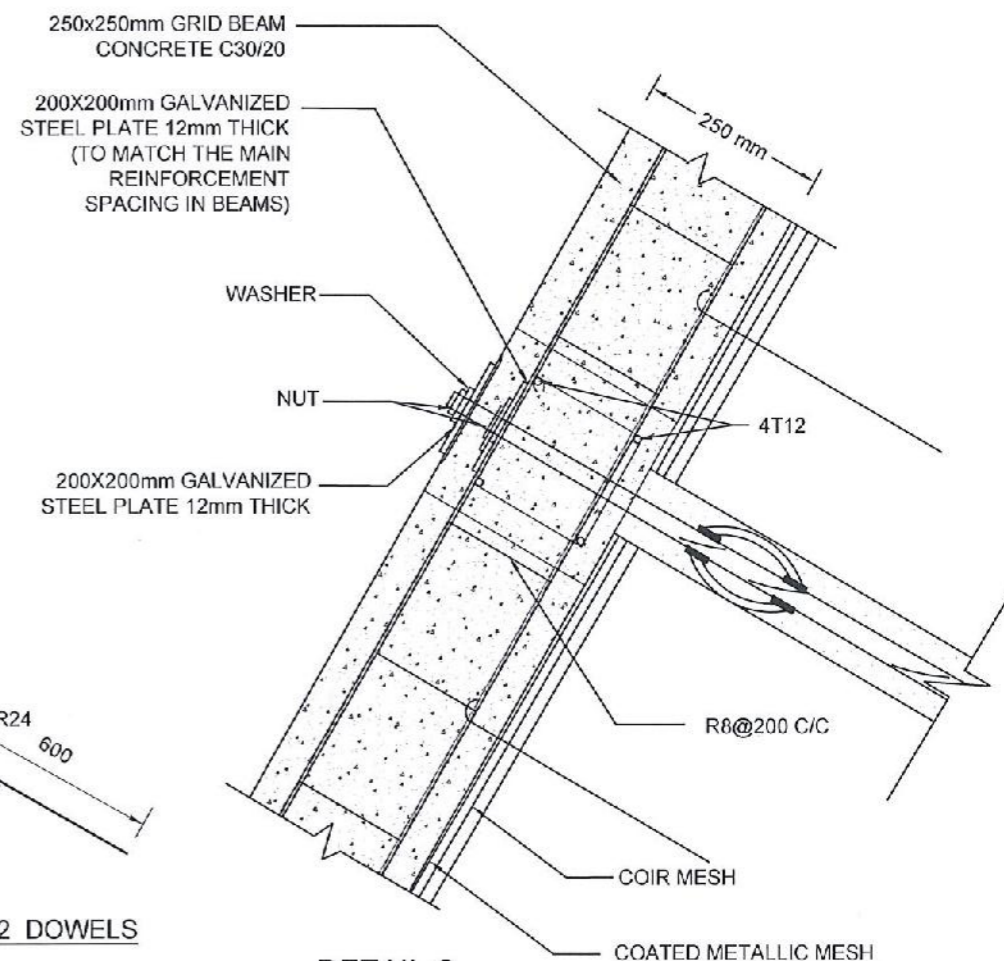 250x250mm GRID BEAM
CONCRETE C30/20
200X200mm GALVANIZED
STEEL PLATE 12mm THICK
(TO MATCH THE MAIN
REINFORCEMENT
SPACING IN BEAMS)
250 mm
WASHER
NUT
4T12
200X200mm GALVANIZED
STEEL PLATE 12mm THICK
R8@200 C/C
R24
600
COIR MESH
2 DOWELS
COATED METALLIC MESH